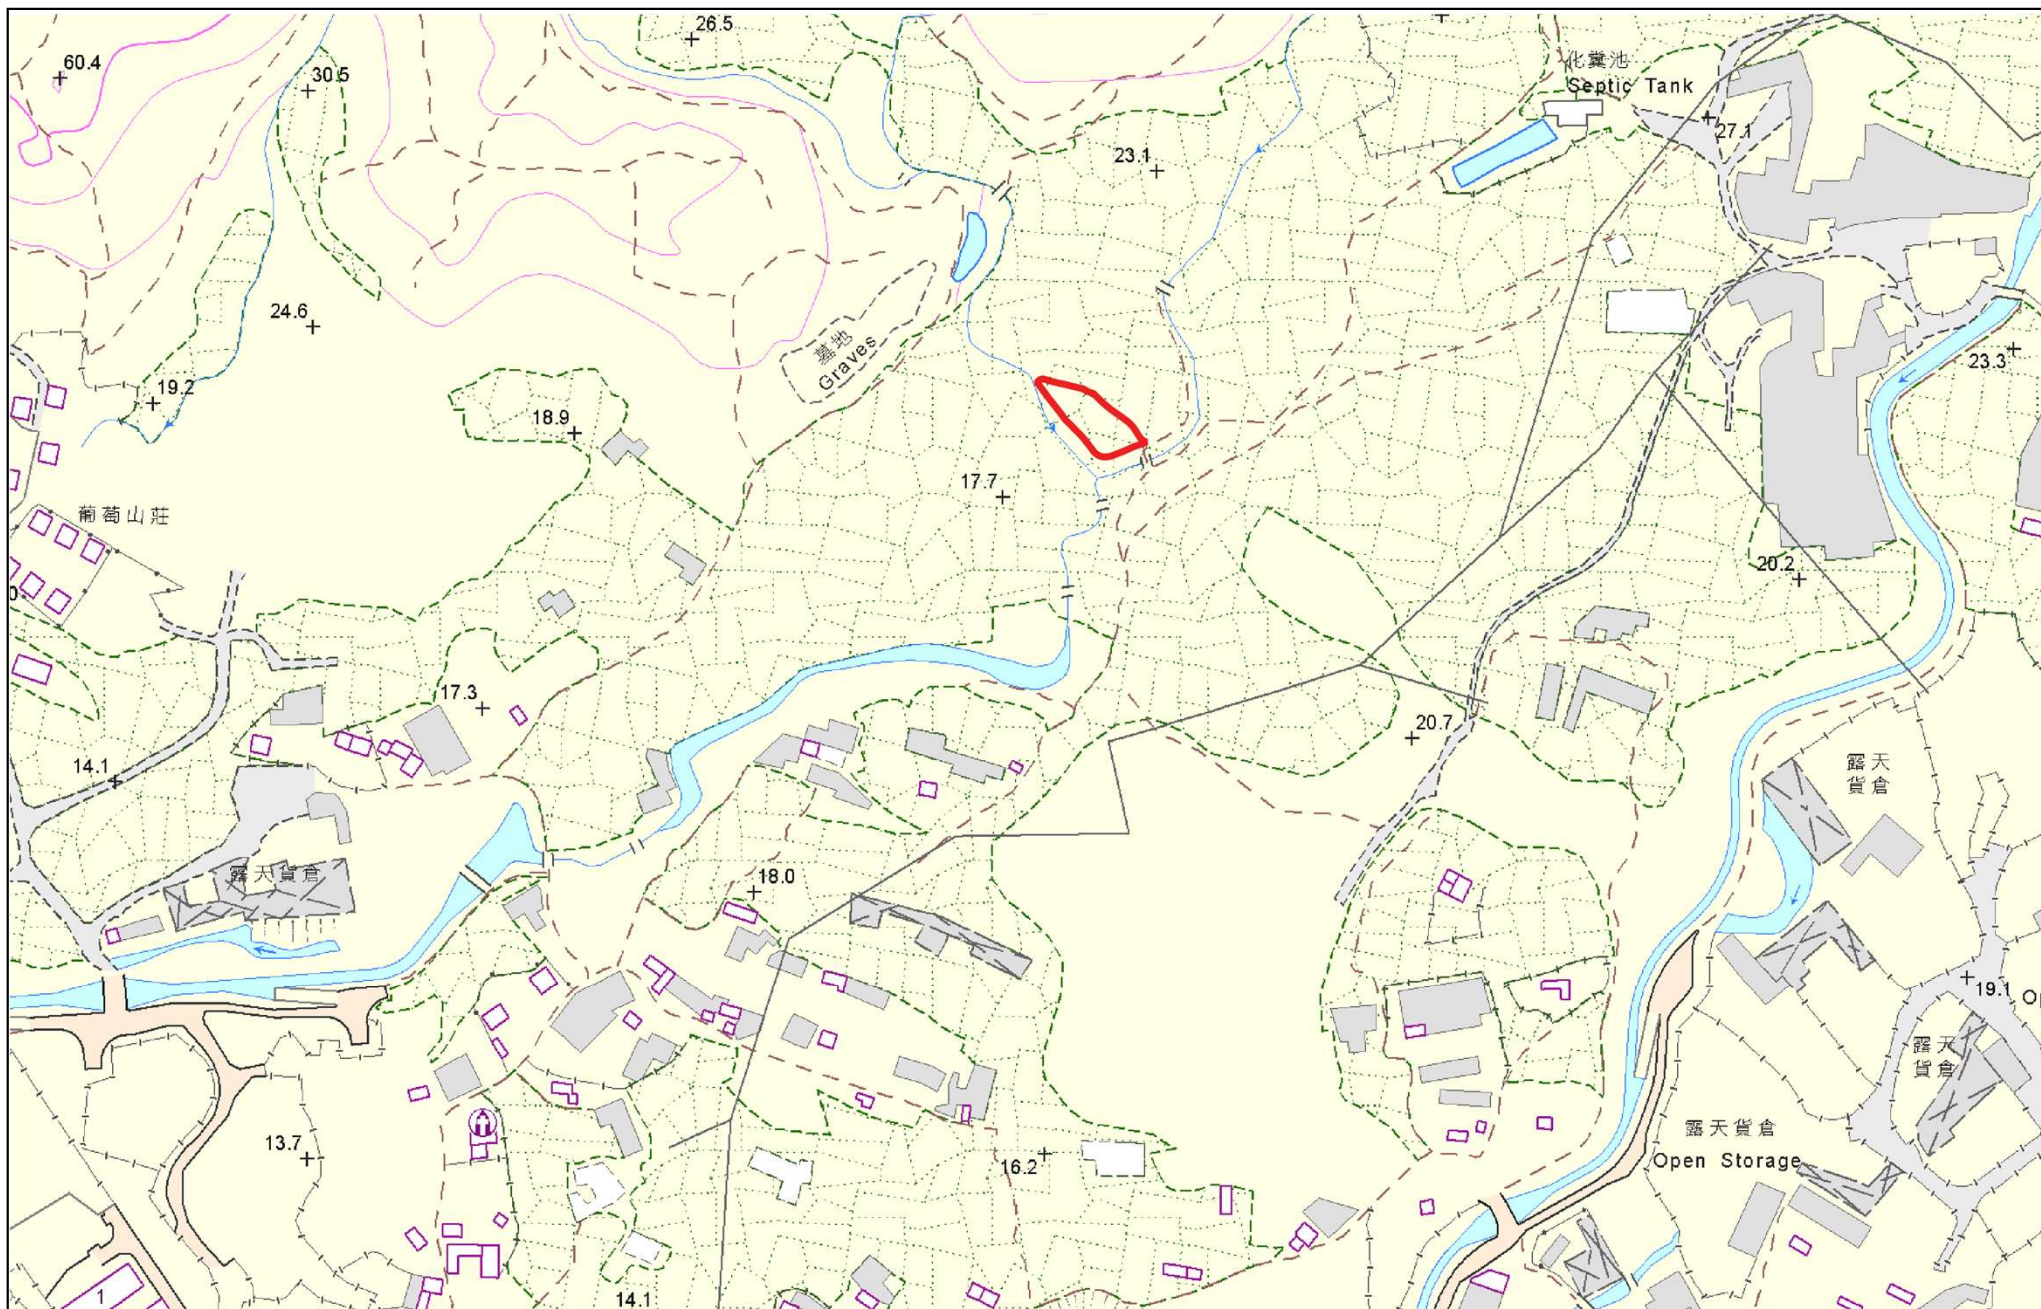 26.5
60.4
30.5
化糞池
Septic Tank
27.1
23.1
24.6
墓地
Graves
23.3
19.2
18.9
17.7
葡萄山莊
20.2
0
17.3
20.7
14.1
露天
貨倉
露天貨倉
18.0
19.1
露天
貨倉
13.7
露天貨倉
Open Storage
16.2
14.1
1